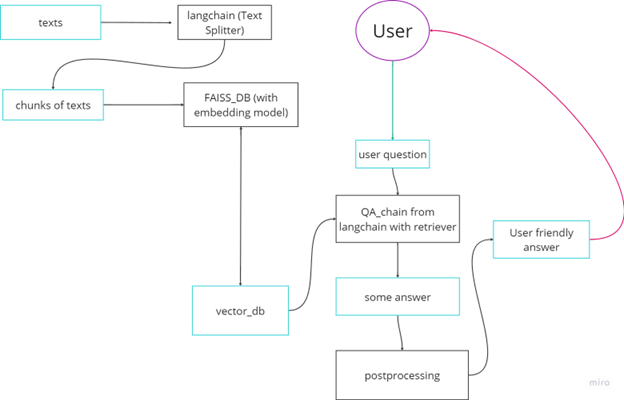 texts
langchain (Text
Splitter)
User
chunks of texts
FAISS_DB (with
embedding model)
user question
QA_chain from
langchain with retriever
User friendly
answer
vector_db
some answer
postprocessing
miro